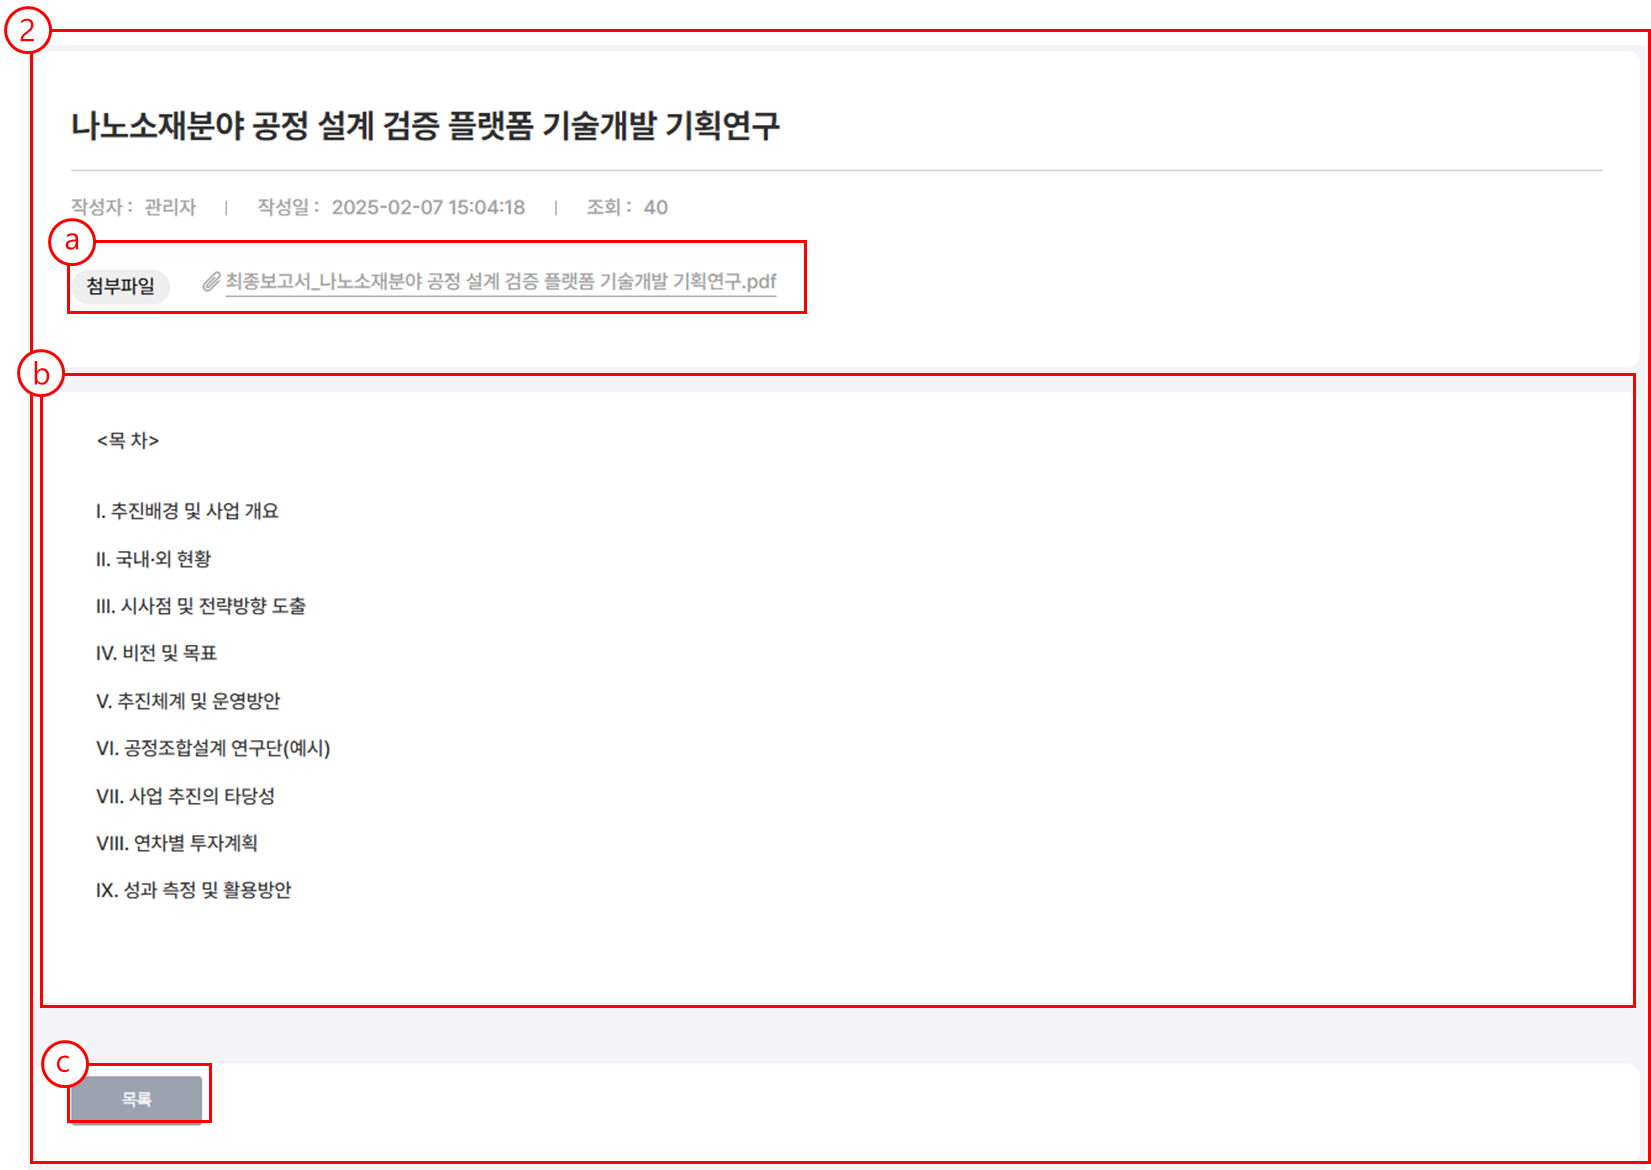 2
나노소재분야 공정 설계 검증 플랫폼 기술개발 기획연구
작성자 : 관리자 | 작성일 : 2025-02-07 15:04:18 | 조회 : 40
a
첨부파일 최종보고서_나노소재분야 공정 설계 검증 플랫폼 기술개발 기획연구.pdf
b
<목 차>
I. 추진배경 및 사업 개요
II. 국내·외 현황
III. 시사점 및 전략방향 도출
IV. 비전 및 목표
V. 추진체계 및 운영방안
VI. 공정조합설계 연구단(예시)
VII. 사업 추진의 타당성
VIII. 연차별 투자계획
IX. 성과 측정 및 활용방안
c
목록